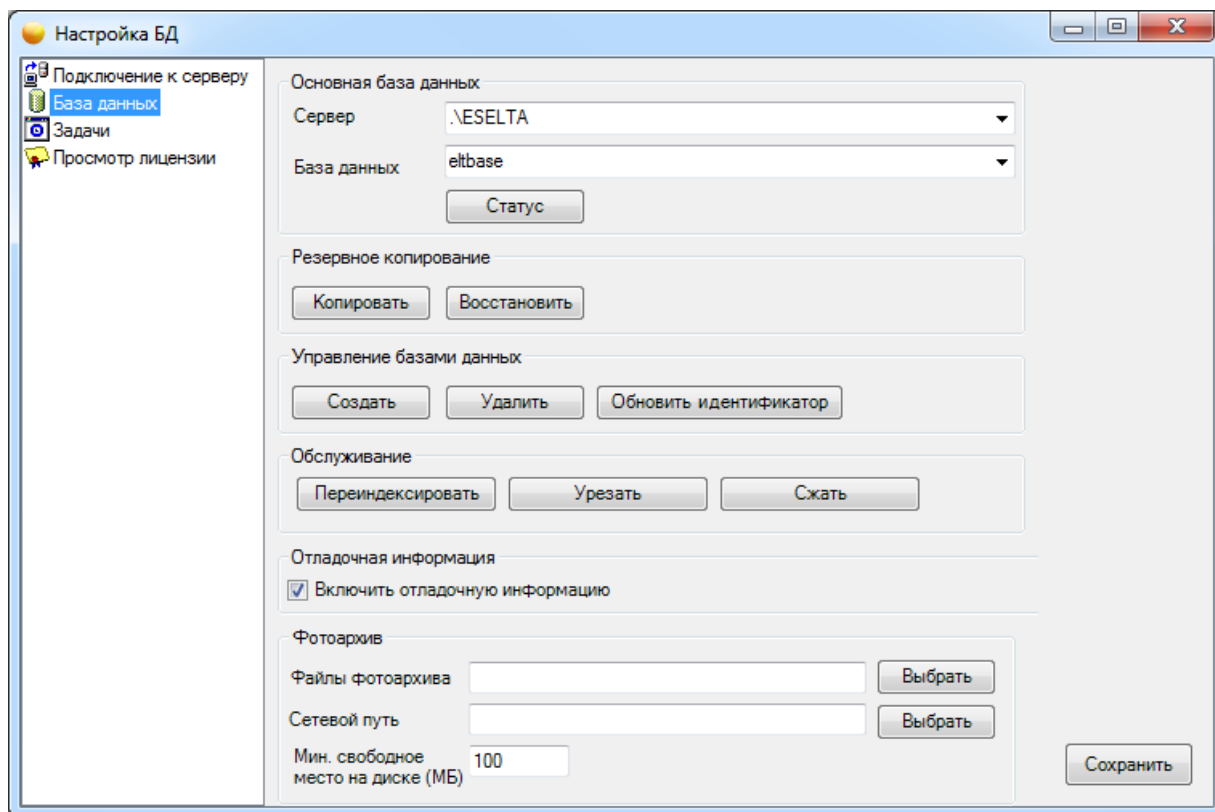 Настройка БД
Подключение к серверу
База данных
Задачи
Просмотр лицензии
Основная база данных
Сервер .\ESELTA
База данных eltbase
Статус
Резервное копирование
Копировать Восстановить
Управление базами данных
Создать Удалить Обновить идентификатор
Обслуживание
Переиндексировать Урезать Сжать
Отладочная информация
Включить отладочную информацию
Фотоархив
Файлы фотоархива Выбрать
Сетевой путь Выбрать
Мин. свободное
место на диске (МБ) 100
Сохранить